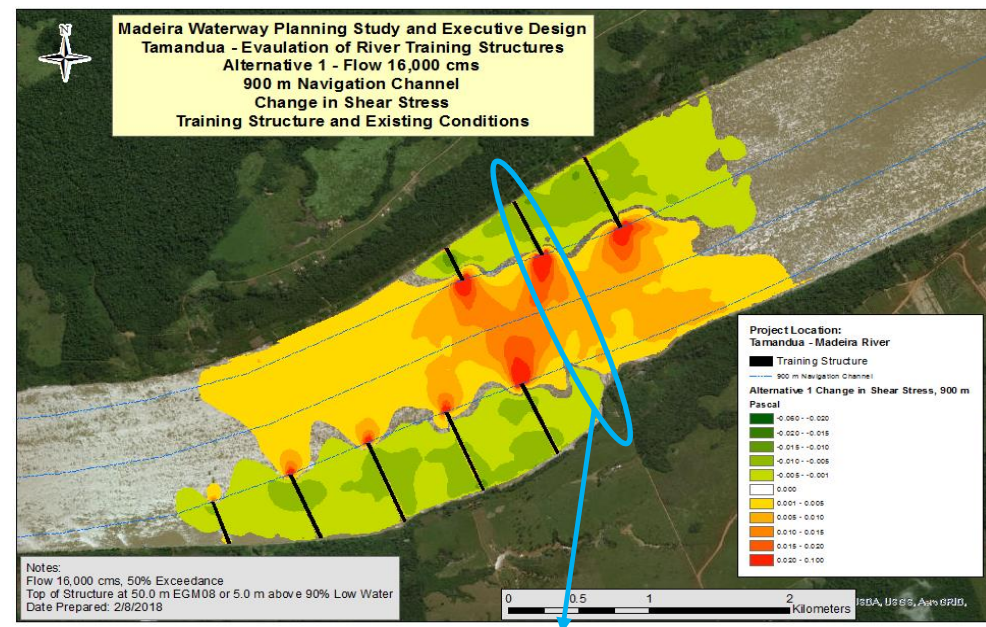 N
Madeira Waterway Planning Study and Executive Design
Tamandua - Evaulation of River Training Structures
Alternative 1 - Flow 16,000 cms
900 m Navigation Channel
Change in Shear Stress
Training Structure and Existing Conditions
Project Location:
Tamandua - Madeira River
Training Structure
900 m Navigation Channel
Alternative 1 Change in Shear Stress, 900 m
Pascal
-0.060 - -0.020
-0.020 - -0.015
-0.015 - -0.010
-0.010 - -0.005
-0.005 - -0.001
0.000
0.001 - 0.005
0.005 - 0.010
0.010 - 0.015
0.015 - 0.020
0.020 - 0.100
Notes:
Flow 16,000 cms, 50% Exceedance
Top of Structure at 50.0 m EGM08 or 5.0 m above 90% Low Water
Date Prepared: 2/8/2018
0 0.5 1 2
Kilometers
USGS, AeroGRID,